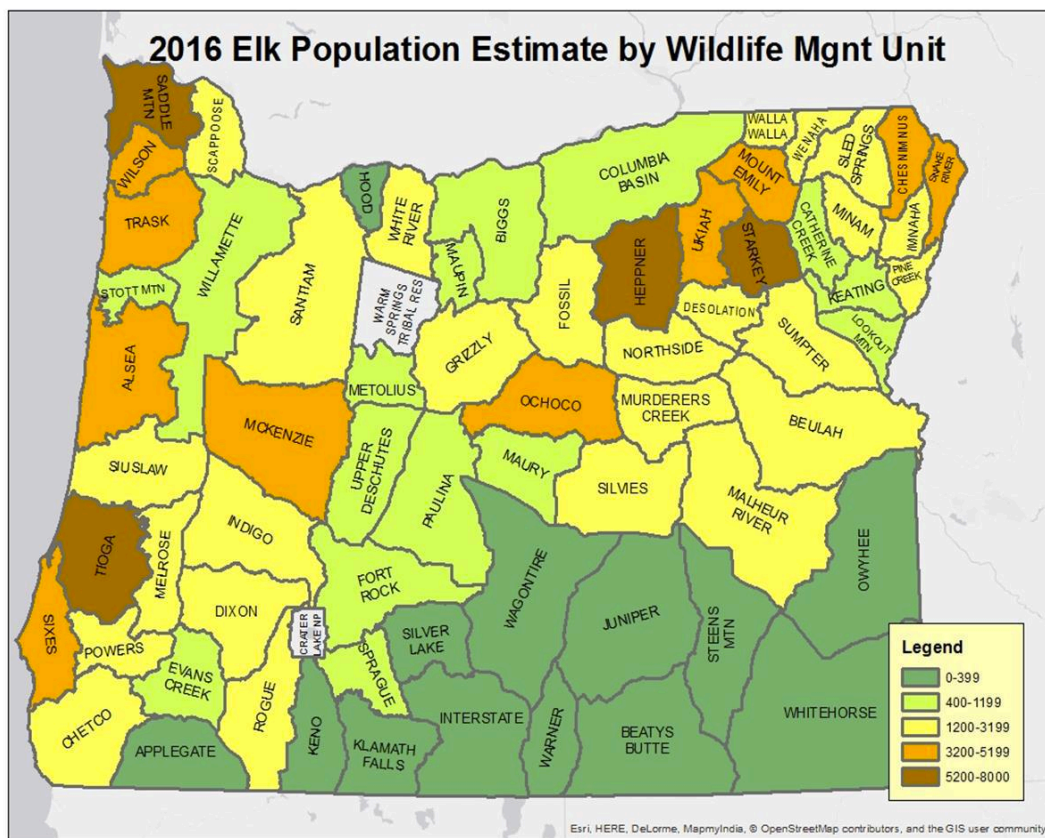 2016 Elk Population Estimate by Wildlife Mgnt Unit
SADDLE
MTN
SCAPPOOSE
WILSON
TRASK
WILLAMETTE
STOTT MTN
ALSEA
SANTIAM
HOOD
WHITE
RIVER
WARM
SPRINGS
TRIBAL RES
MAUPIN
BIGGS
COLUMBIA
BASIN
WALLA
WALLA
WENAHA
SLED
SPRINGS
CHESNIMNUS
SNAKE
RIVER
MOUNT
EMILY
UKIAH
STARKEY
HEPPNER
CATHERINE
CREEK
MINAM
IMNAHA
PINE
CREEK
KEATING
LOOKOUT
MTN
FOSSIL
DESOLATION
SUMPTER
NORTHSIDE
GRIZZLY
METOLIUS
MCKENZIE
OCHOCO
MURDERERS
CREEK
BEULAH
SIUSLAW
UPPER
DESCHUTES
PAULINA
MAURY
SILVIES
MALHEUR
RIVER
OWYHEE
TIOGA
MELROSE
INDIGO
SIXES
DIXON
FORT
ROCK
WAGONTIRE
JUNIPER
STEENS
MTN
POWERS
CRATER
LAKE NP
SILVER
LAKE
EVANS
CREEK
SPRAGUE
ROGUE
CHETCO
APPLEGATE
KENO
KLAMATH
FALLS
INTERSTATE
WARNER
BEATYS
BUTTE
WHITEHORSE
Legend
0-399
400-1199
1200-3199
3200-5199
5200-8000
Esri, HERE, DeLorme, MapmyIndia, © OpenStreetMap contributors, and the GIS user community